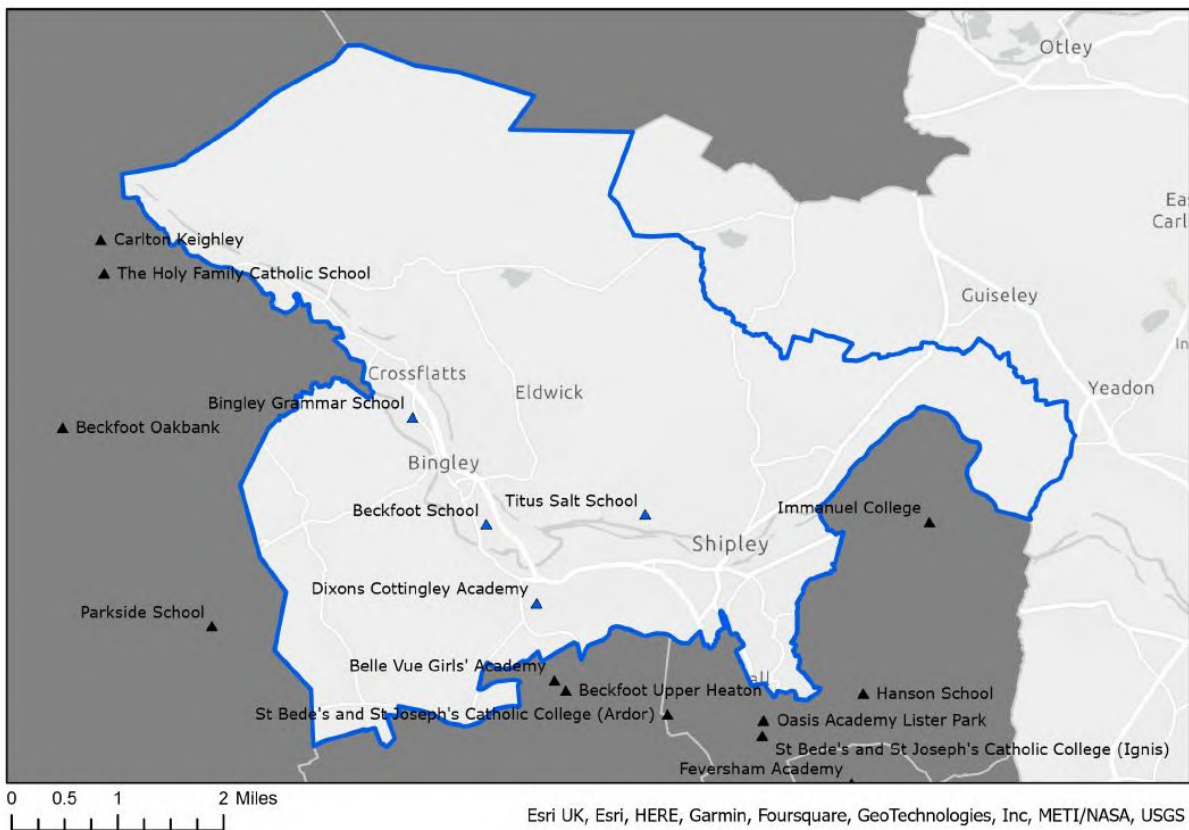 Otley
Guiseley
Yeadon
Carlton Keighley
The Holy Family Catholic School
Crossflatts
Eldwick
Bingley Grammar School
Beckfoot Oakbank
Bingley
Beckfoot School
Titus Salt School
Immanuel College
Shipley
Dixons Cottingley Academy
Parkside School
Belle Vue Girls' Academy
Beckfoot Upper Heaton
Hanson School
St Bede's and St Joseph's Catholic College (Ardor)
Oasis Academy Lister Park
St Bede's and St Joseph's Catholic College (Ignis)
Feversham Academy
0 0.5 1 2 Miles
Esri UK, Esri, HERE, Garmin, Foursquare, GeoTechnologies, Inc, METI/NASA, USGS